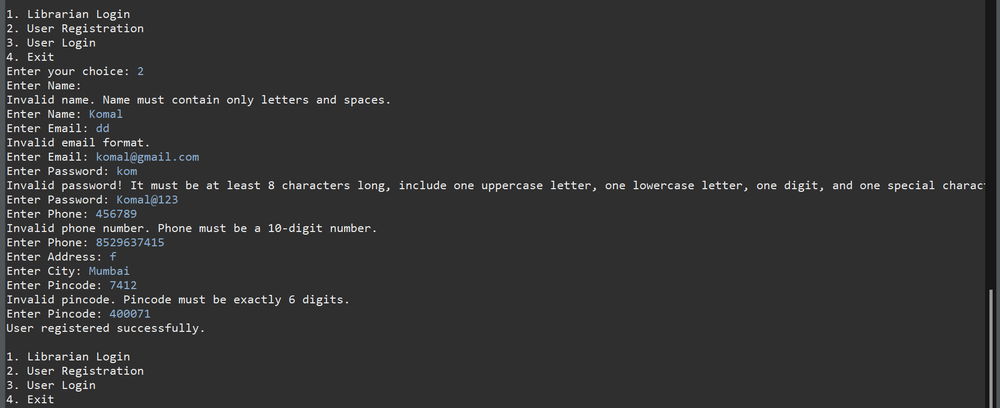 1. Librarian Login
2. User Registration
3. User Login
4. Exit
Enter your choice: 2
Enter Name:
Invalid name. Name must contain only letters and spaces.
Enter Name: Komal
Enter Email: dd
Invalid email format.
Enter Email: komal@gmail.com
Enter Password: kom
Invalid password! It must be at least 8 characters long, include one uppercase letter, one lowercase letter, one digit, and one special charact
Enter Password: Komal@123
Enter Phone: 456789
Invalid phone number. Phone must be a 10-digit number.
Enter Phone: 8529637415
Enter Address: f
Enter City: Mumbai
Enter Pincode: 7412
Invalid pincode. Pincode must be exactly 6 digits.
Enter Pincode: 400071
User registered successfully.
1. Librarian Login
2. User Registration
3. User Login
4. Exit